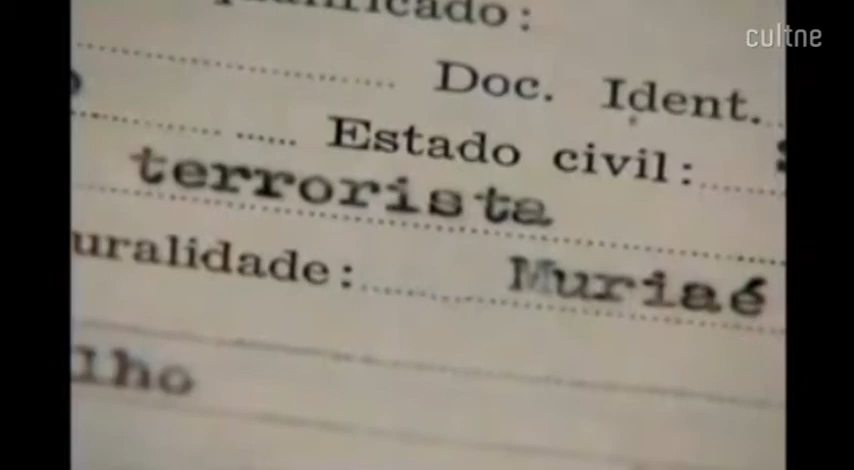 cultne
Doc. Ident.
Estado civil:
terrorista
uralidade: Muriaé
lho